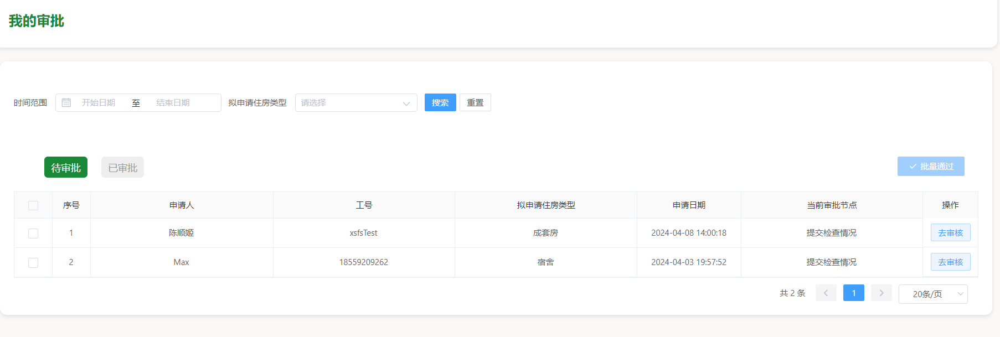 我的审批
时间范围 开始日期 至 结束日期 拟申请住房类型 请选择 搜索 重置
待审批 已审批 批量通过
序号 申请人 工号 拟申请住房类型 申请日期 当前审批节点 操作
1 陈顺姬 xsfsTest 成套房 2024-04-08 14:00:18 提交检查情况 去审核
2 Max 18559209262 宿舍 2024-04-03 19:57:52 提交检查情况 去审核
共 2 条 1 20条/页